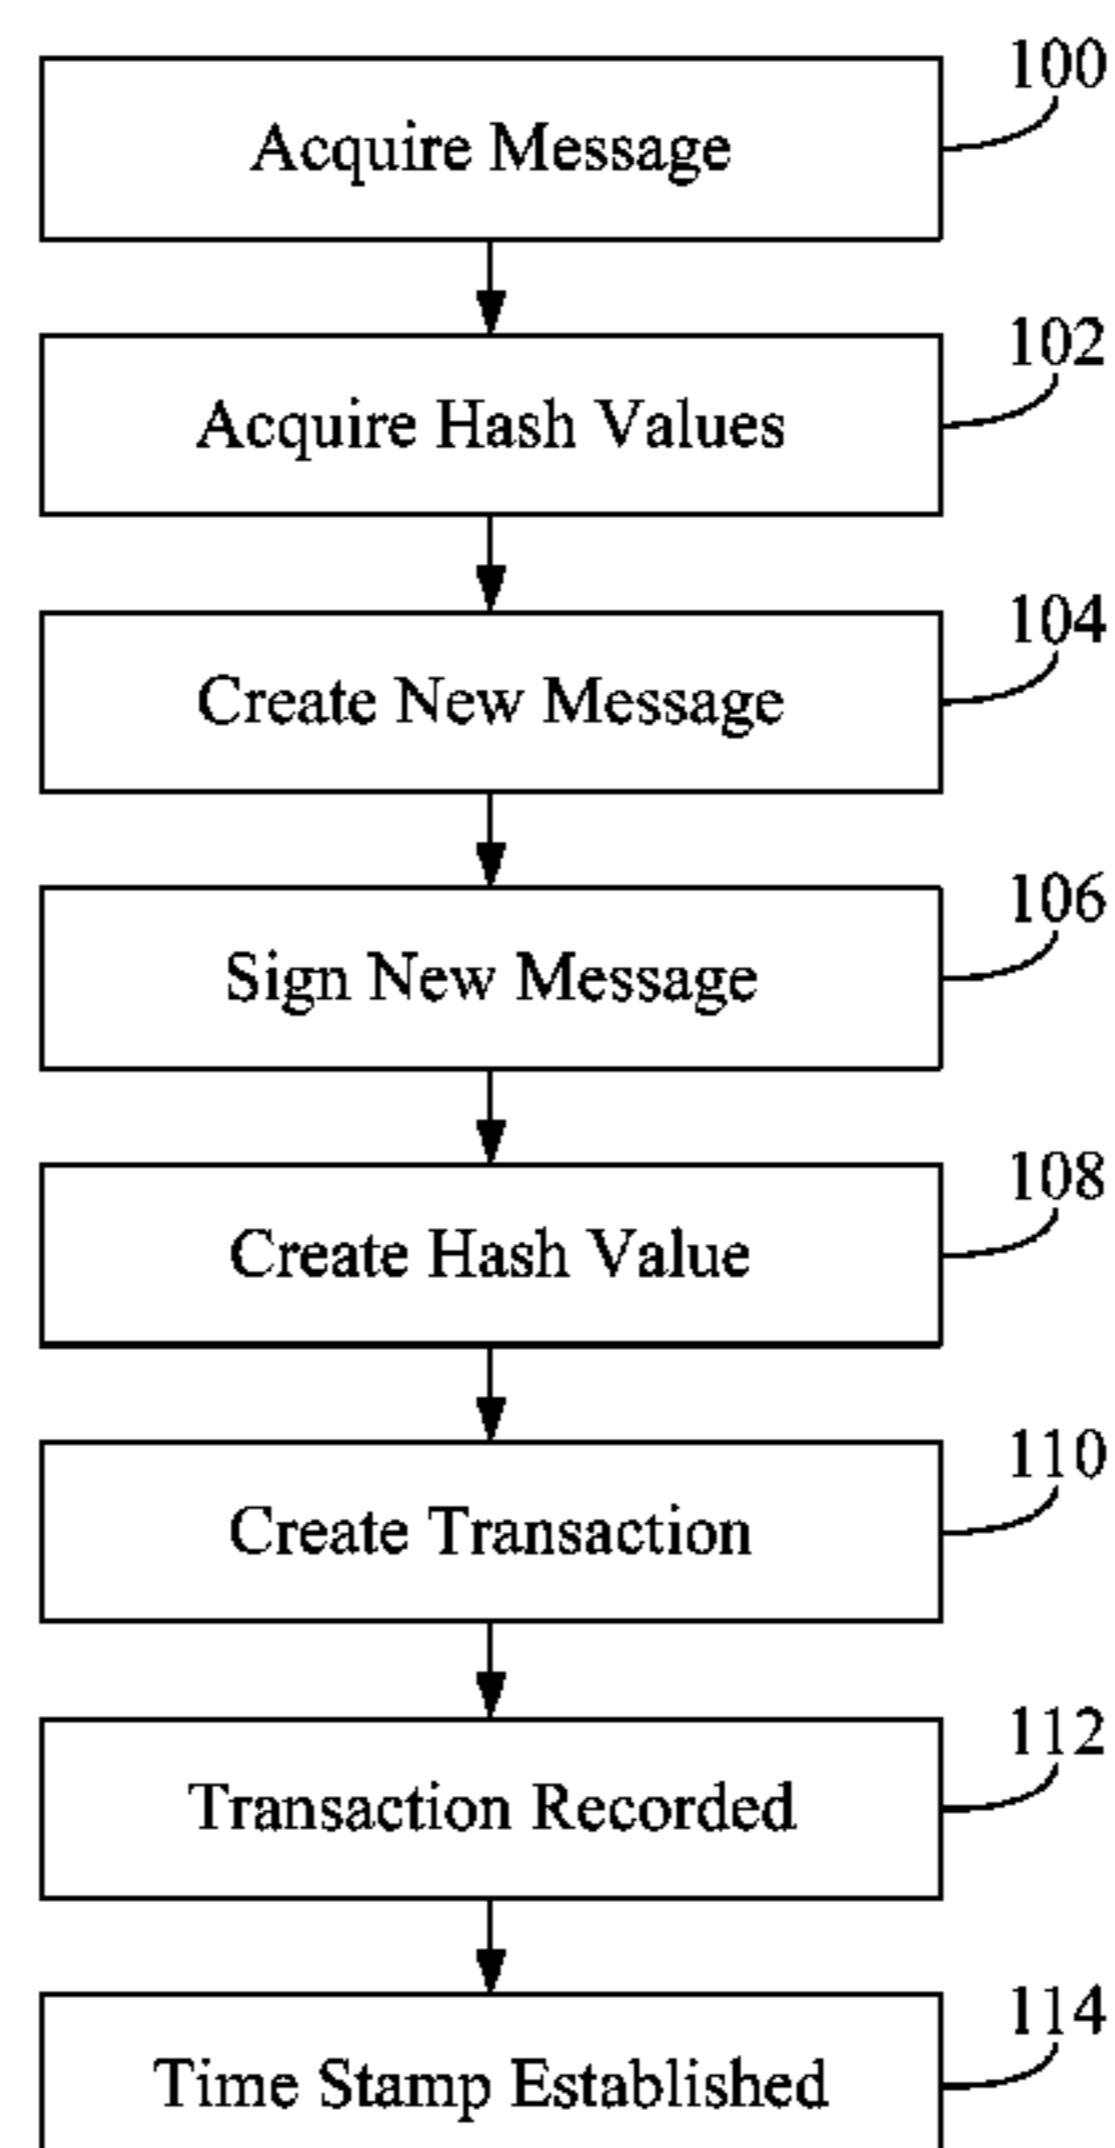 100
Acquire Message
102
Acquire Hash Values
104
Create New Message
106
Sign New Message
108
Create Hash Value
110
Create Transaction
112
Transaction Recorded
114
Time Stamp Established